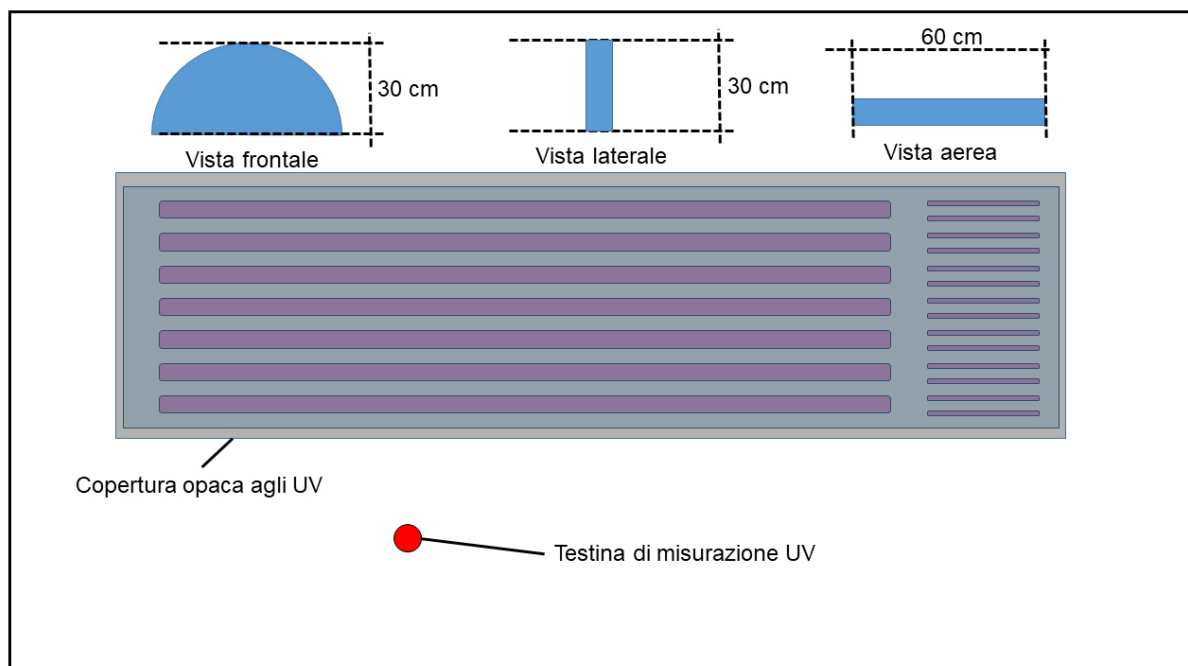 60 cm
30 cm
30 cm
Vista frontale
Vista laterale
Vista aerea
Copertura opaca agli UV
Testina di misurazione UV